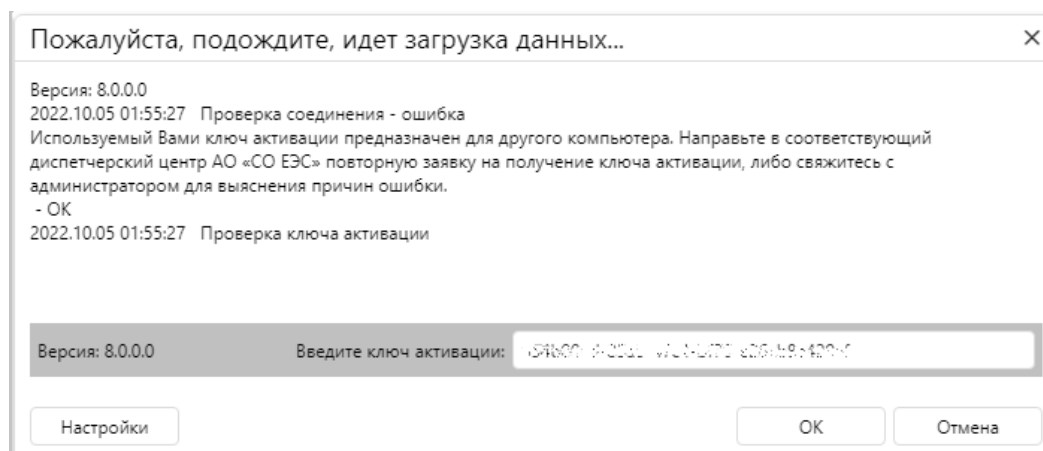 Пожалуйста, подождите, идет загрузка данных...
Версия: 8.0.0.0
2022.10.05 01:55:27 Проверка соединения - ошибка
Используемый Вами ключ активации предназначен для другого компьютера. Направьте в соответствующий
диспетчерский центр АО «СО ЕЭС» повторную заявку на получение ключа активации, либо свяжитесь с
администратором для выяснения причин ошибки.
- ОК
2022.10.05 01:55:27 Проверка ключа активации
Версия: 8.0.0.0 Введите ключ активации:
Настройки ОК Отмена